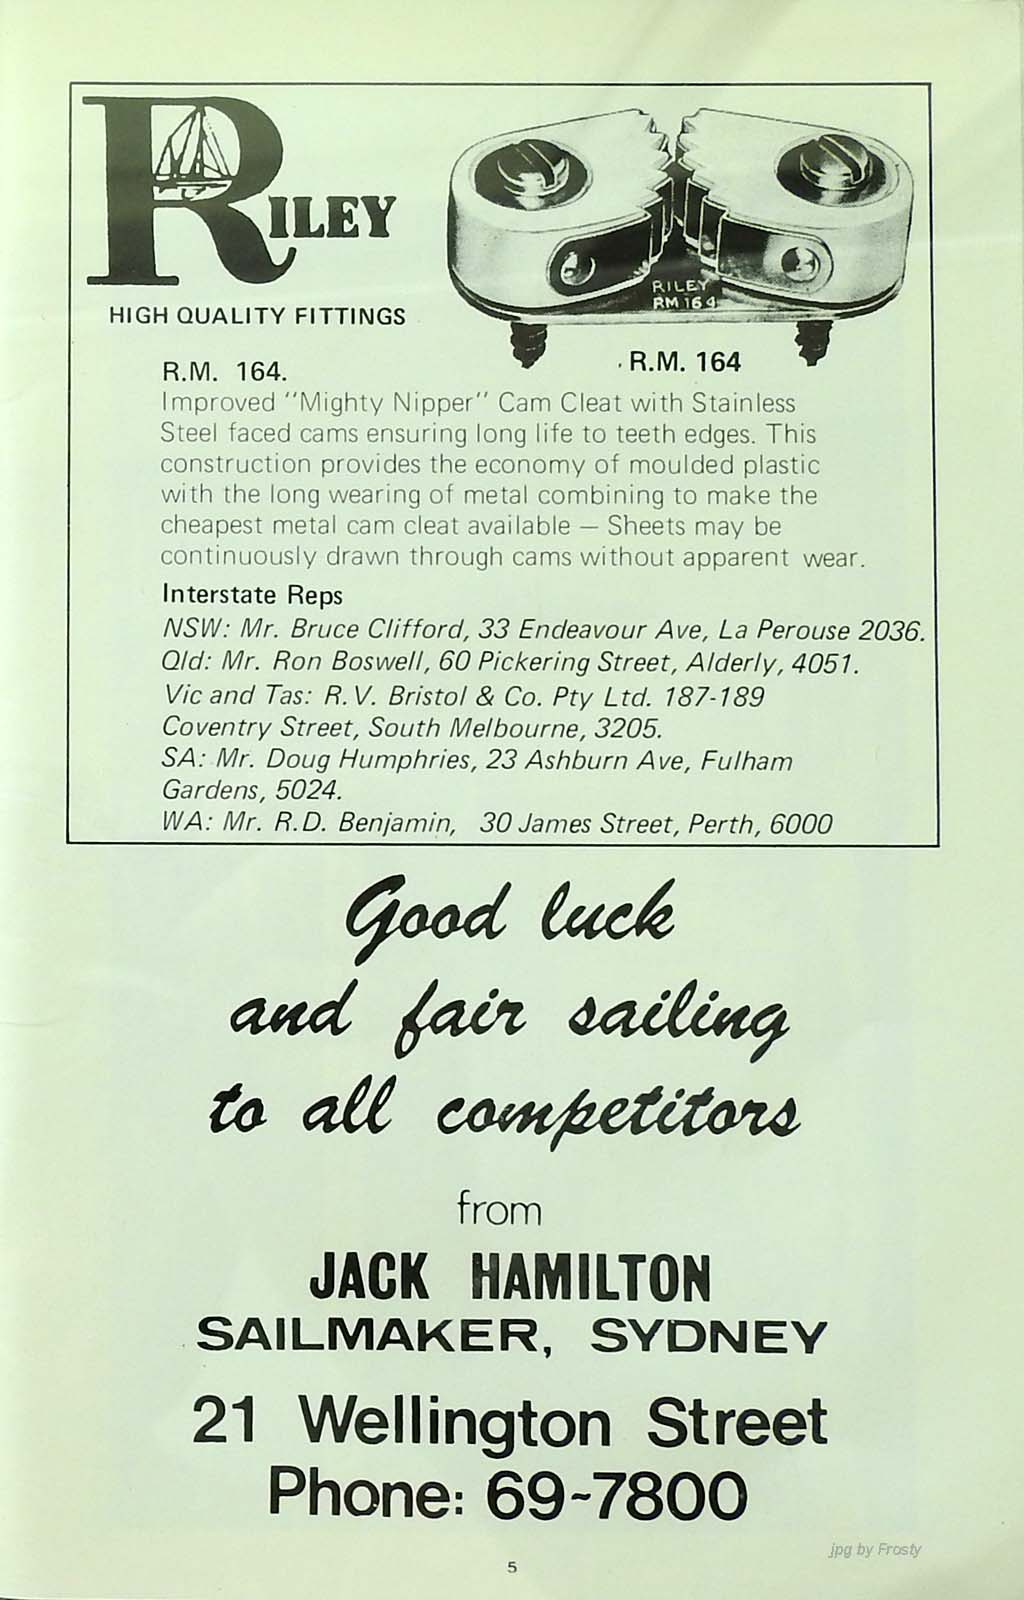 RILEY
HIGH QUALITY FITTINGS
RILEY
RM 164
R.M. 164
R.M. 164.
Improved "Mighty Nipper" Cam Cleat with Stainless
Steel faced cams ensuring long life to teeth edges. This
construction provides the economy of moulded plastic
with the long wearing of metal combining to make the
cheapest metal cam cleat available – Sheets may be
continuously drawn through cams without apparent wear.
Interstate Reps
NSW: Mr. Bruce Clifford, 33 Endeavour Ave, La Perouse 2036.
Qld: Mr. Ron Boswell, 60 Pickering Street, Alderly, 4051.
Vic and Tas: R.V. Bristol & Co. Pty Ltd. 187-189
Coventry Street, South Melbourne, 3205.
SA: Mr. Doug Humphries, 23 Ashburn Ave, Fulham
Gardens, 5024.
WA: Mr. R.D. Benjamin, 30 James Street, Perth, 6000
Good luck
and fair sailing
to all competitors
from
JACK HAMILTON
SAILMAKER, SYDNEY
21 Wellington Street
Phone: 69-7800
jpg by Frosty
5